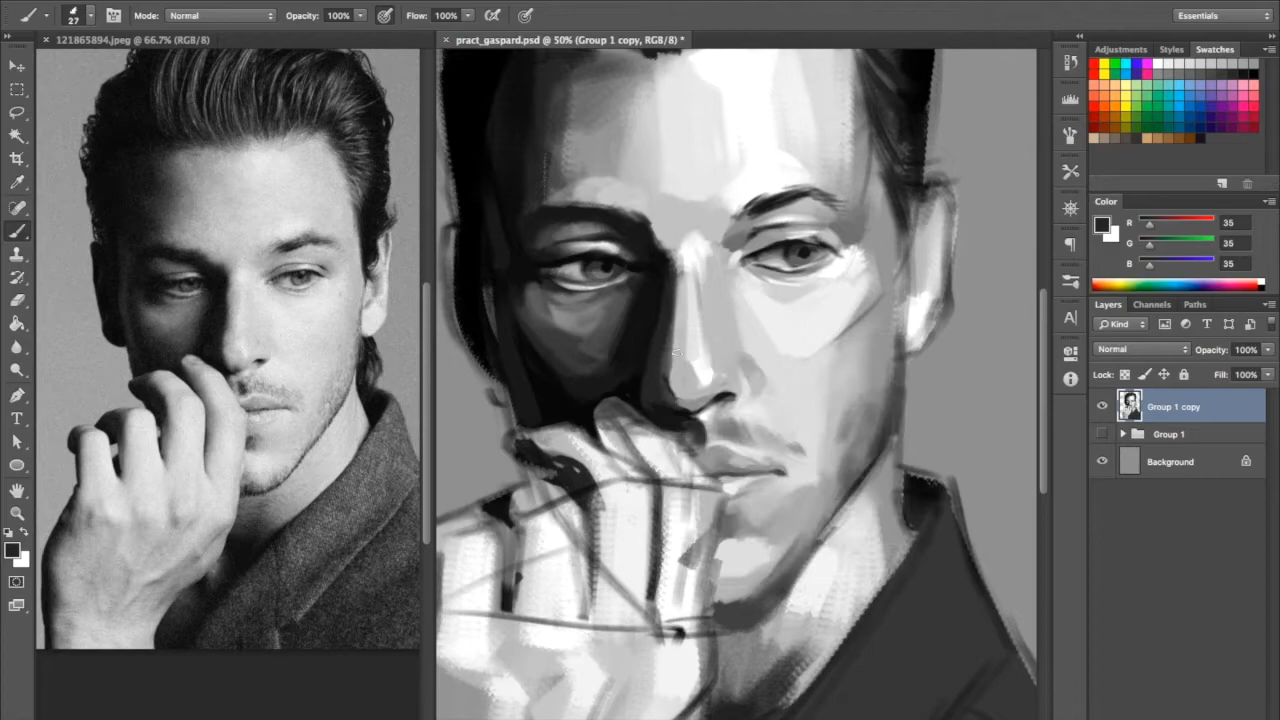 27 Mode: Normal Opacity: 100% Flow: 100% Essentials
121865894.jpeg @ 66.7% (RGB/8) pract_gaspard.psd @ 50% (Group 1 copy, RGB/8) *
Adjustments Styles Swatches
Color
R 35
G 35
B 35
Layers Channels Paths
Kind T
Normal Opacity: 100%
Lock: Fill: 100%
Group 1 copy
Group 1
Background